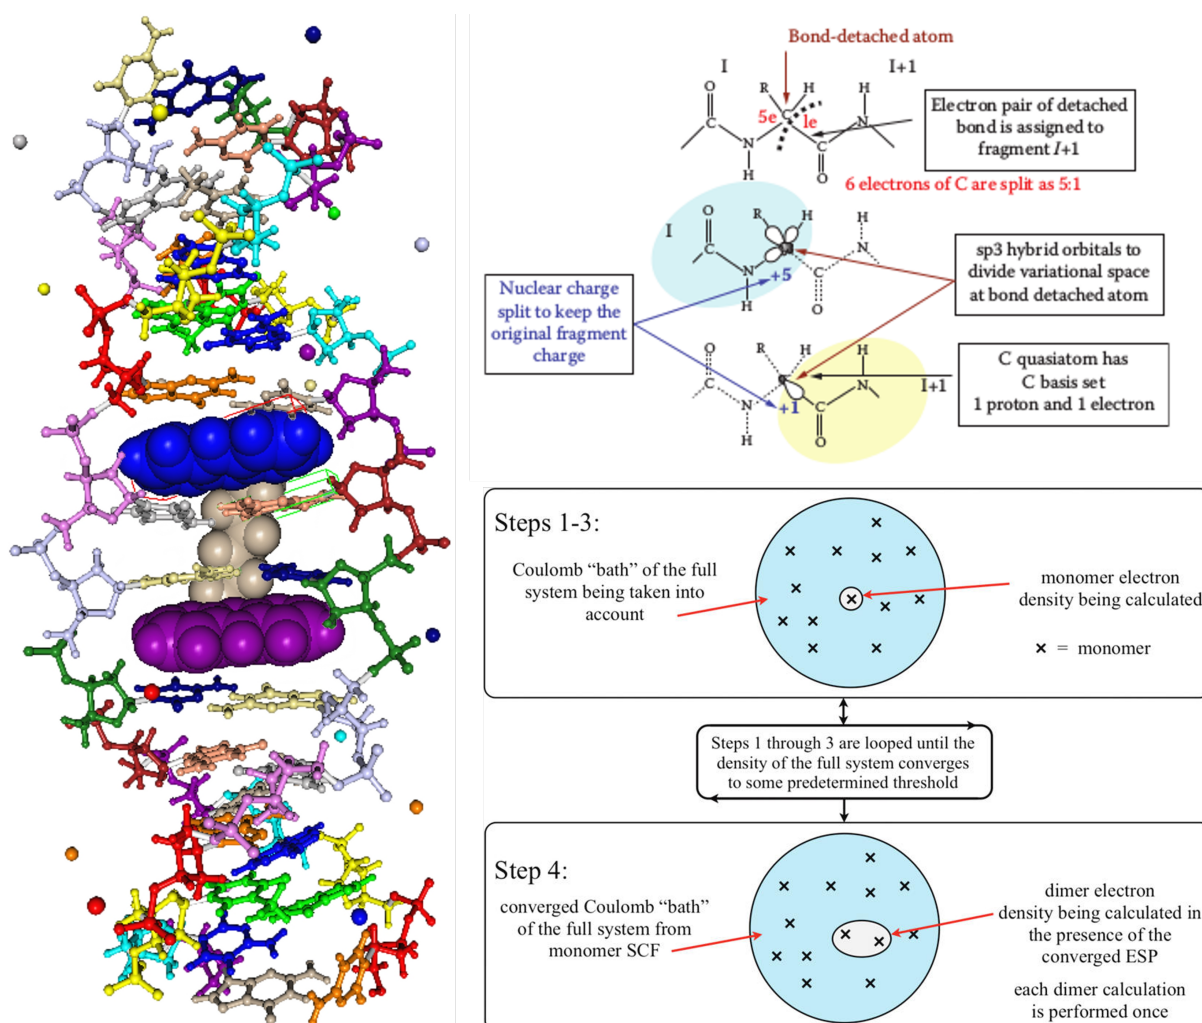 Bond-detached atom
I
I+1
O
R
H
H
5e
C
1e
C
N
N
C
H
O
Electron pair of detached
bond is assigned to
fragment I+1
6 electrons of C are split as 5:1
I
O
R
H
H
C
N
N
+5
C
H
O
sp3 hybrid orbitals to
divide variational space
at bond detached atom
Nuclear charge
split to keep the
original fragment
charge
O
R
H
H
C
N
N
+1
C
H
O
I+1
C quasiatom has
C basis set
1 proton and 1 electron
Steps 1-3:
Coulomb “bath” of the full
system being taken into
account
monomer electron
density being calculated
× = monomer
Steps 1 through 3 are looped until the
density of the full system converges
to some predetermined threshold
Step 4:
converged Coulomb “bath”
of the full system from
monomer SCF
dimer electron
density being calculated in
the presence of the
converged ESP
each dimer calculation
is performed once